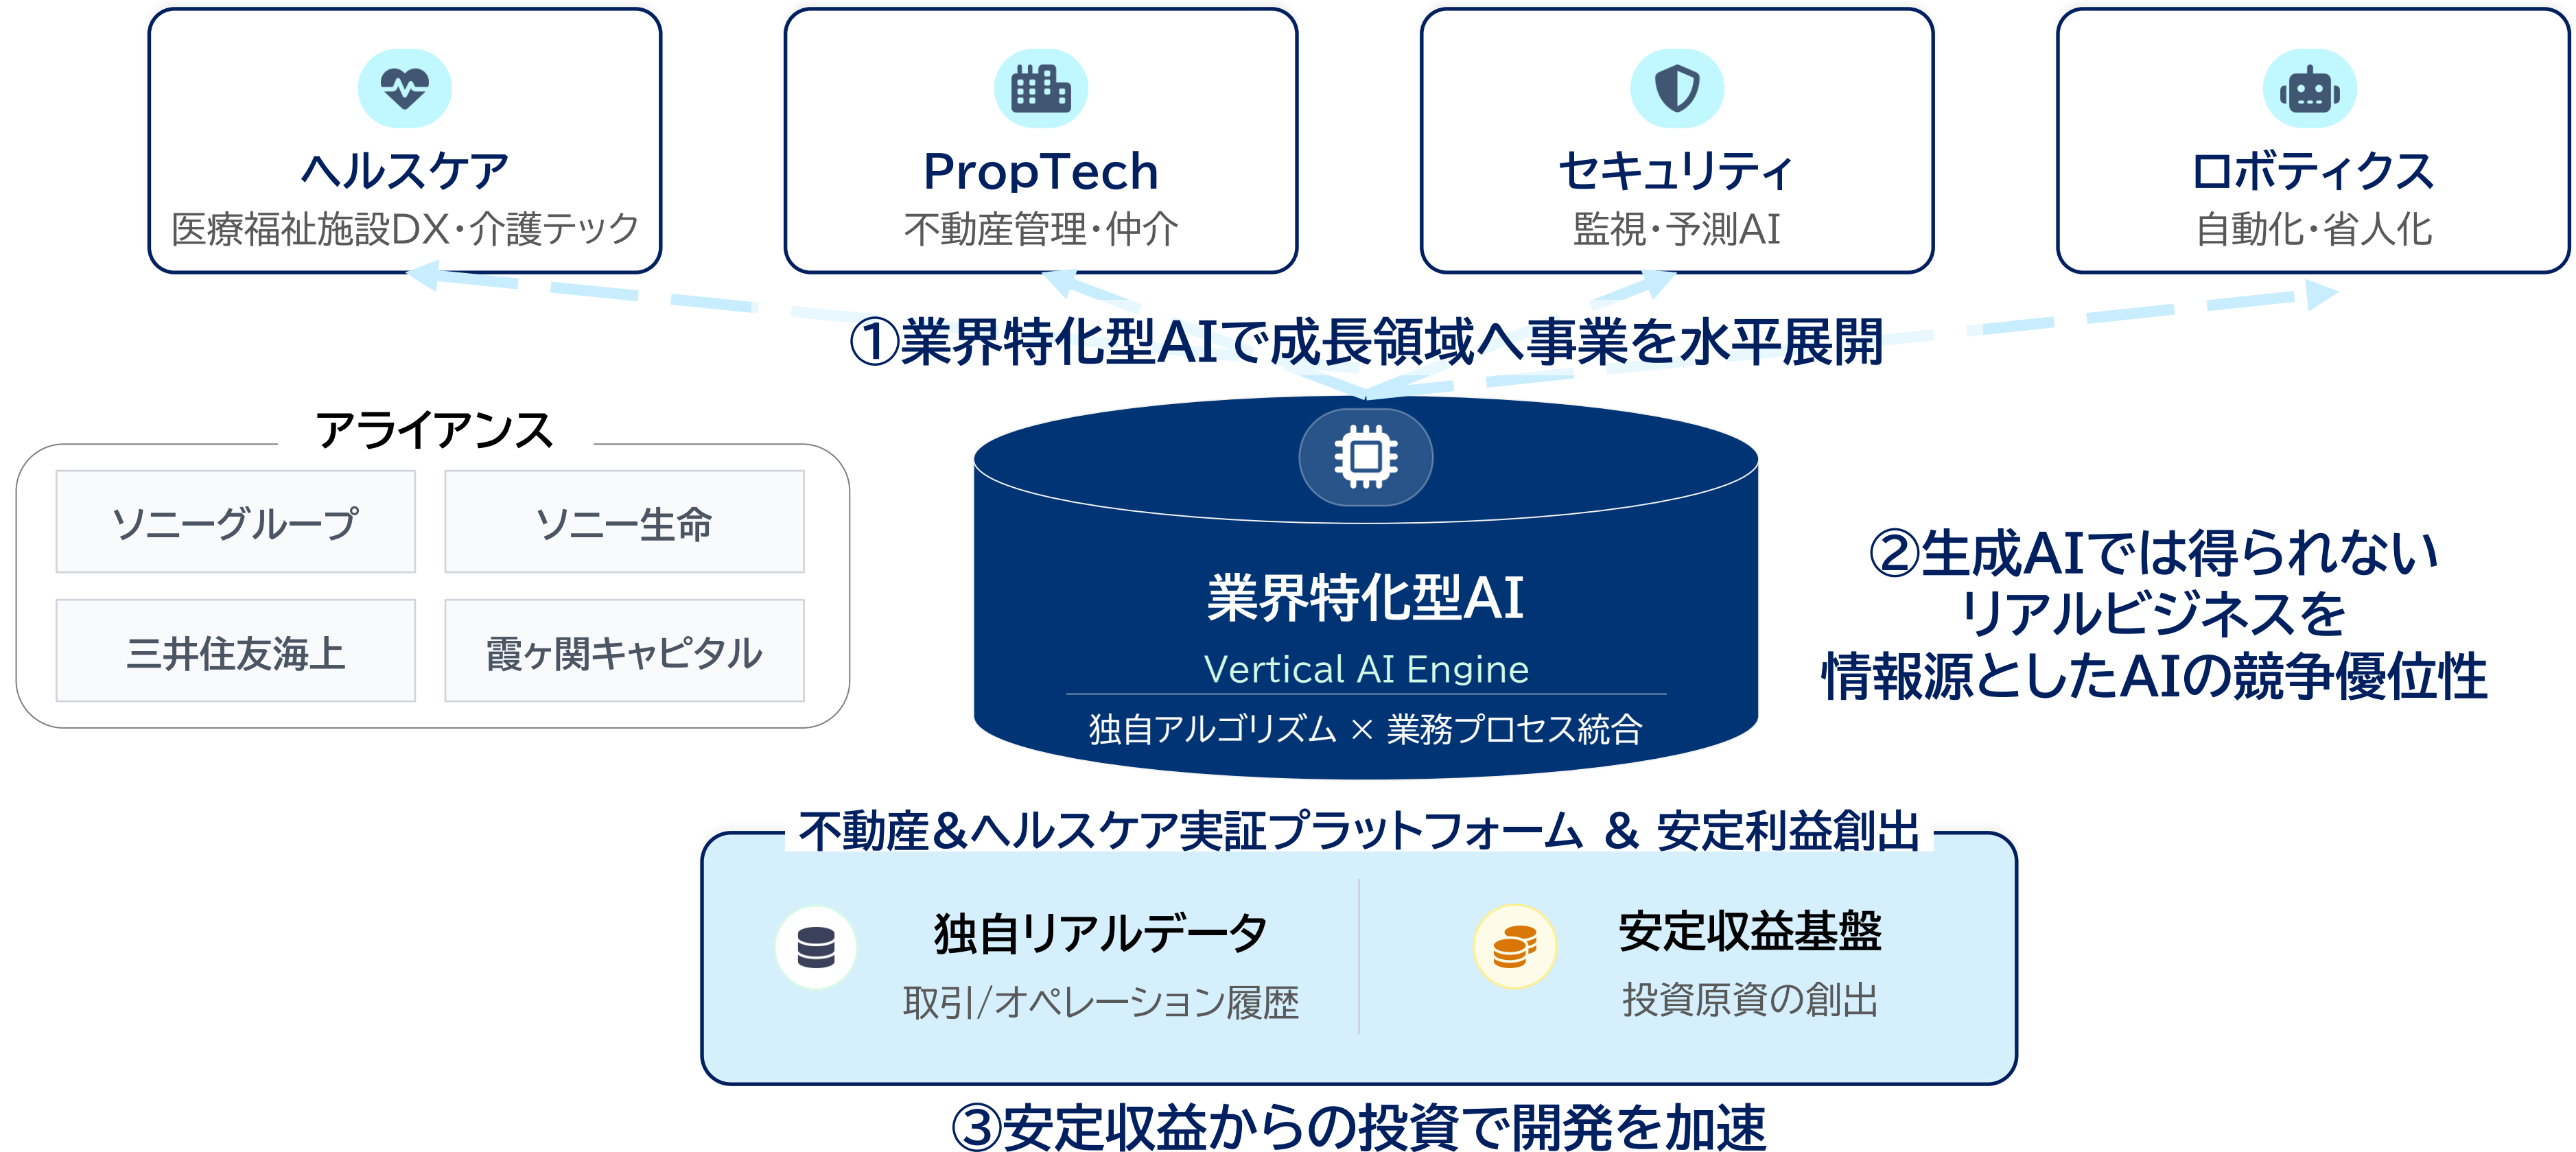 ヘルスケア
医療福祉施設DX・介護テック
PropTech
不動産管理・仲介
セキュリティ
監視・予測AI
ロボティクス
自動化・省人化
①業界特化型AIで成長領域へ事業を水平展開
アライアンス
ソニーグループ
ソニー生命
三井住友海上
霞ヶ関キャピタル
業界特化型AI
Vertical AI Engine
独自アルゴリズム × 業務プロセス統合
②生成AIでは得られない
リアルビジネスを
情報源としたAIの競争優位性
不動産&ヘルスケア実証プラットフォーム & 安定利益創出
独自リアルデータ
取引/オペレーション履歴
安定収益基盤
投資原資の創出
③安定収益からの投資で開発を加速